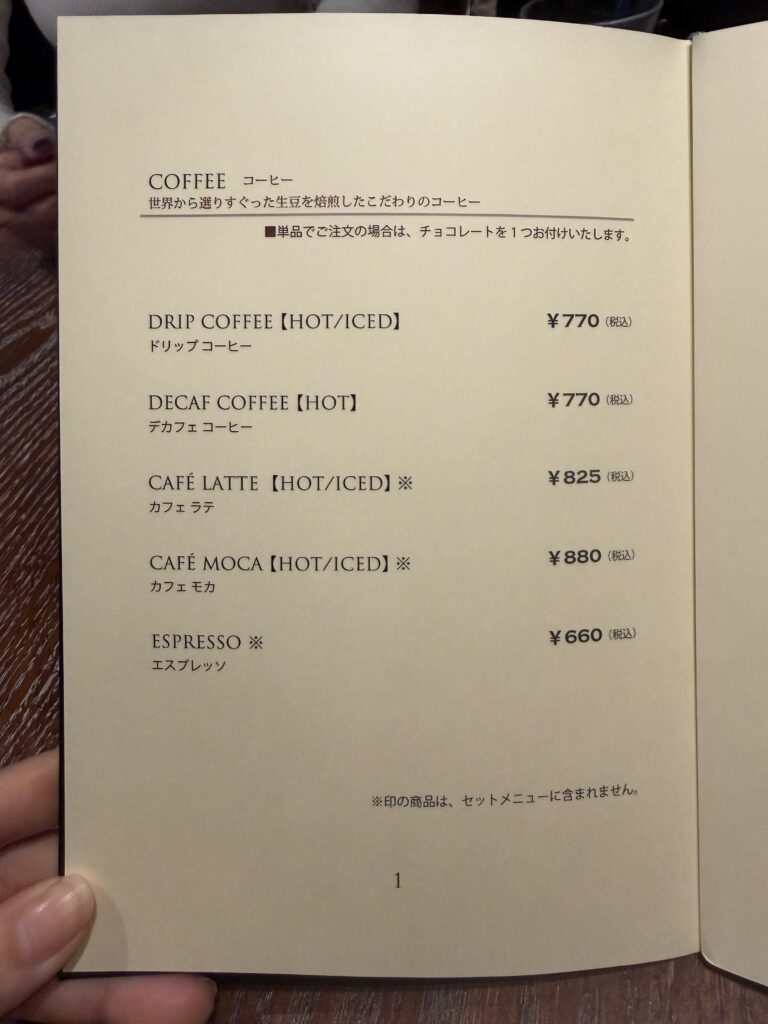 COFFEE コーヒー
世界から選りすぐった生豆を焙煎したこだわりのコーヒー
■単品でご注文の場合は、チョコレートを1つお付けいたします。
DRIP COFFEE【HOT/ICED】 ¥770(税込)
ドリップ コーヒー
DECAF COFFEE【HOT】 ¥770(税込)
デカフェ コーヒー
CAFÉ LATTE 【HOT/ICED】※ ¥825(税込)
カフェ ラテ
CAFÉ MOCA【HOT/ICED】※ ¥880(税込)
カフェ モカ
ESPRESSO ※ ¥660(税込)
エスプレッソ
※印の商品は、セットメニューに含まれません。
1